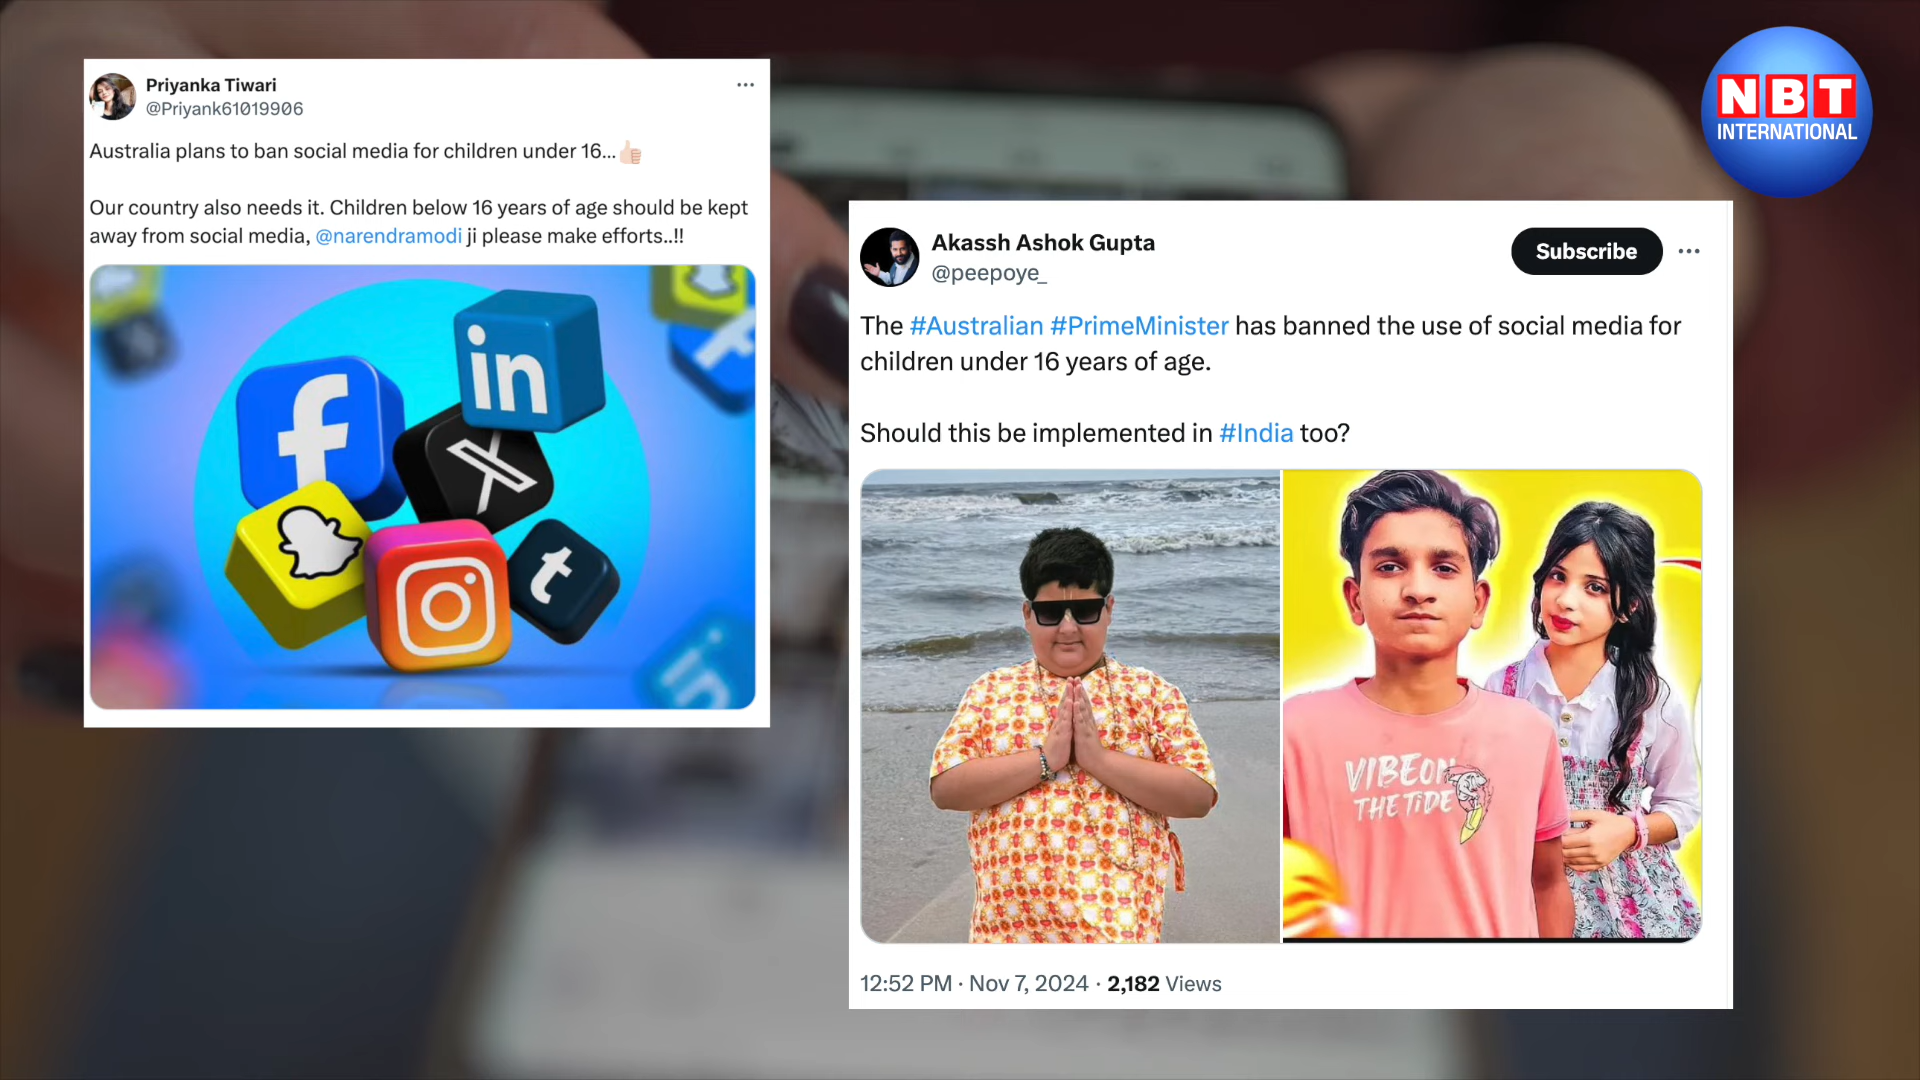 Priyanka Tiwari
@Priyank61019906
Australia plans to ban social media for children under 16...👍🏻
Our country also needs it. Children below 16 years of age should be kept
away from social media, @narendramodi ji please make efforts..!!
f
in
X
t
in
NBT
INTERNATIONAL
Akassh Ashok Gupta
@peepoye_
Subscribe
The #Australian #PrimeMinister has banned the use of social media for
children under 16 years of age.
Should this be implemented in #India too?
VIBEON
THE TIDE
12:52 PM · Nov 7, 2024 · 2,182 Views